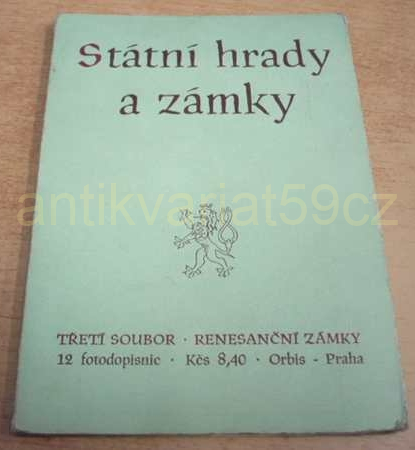 Státní hrady
a zámky
antikvariat59cz
TŘETÍ SOUBOR · RENESANČNÍ ZÁMKY
12 fotodopisnic · Kčs 8,40 · Orbis - Praha